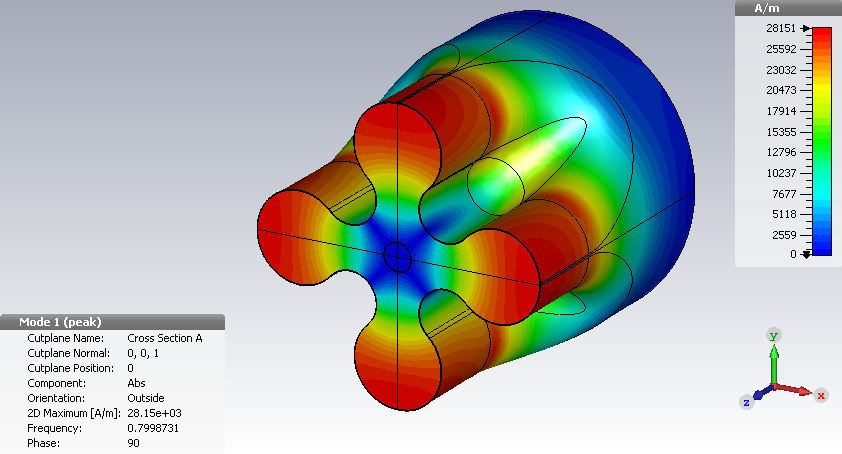 A/m
28151
25592
23032
20473
17914
15355
12796
10237
7677
5118
2559
0
Mode 1 (peak)
Cutplane Name: Cross Section A
Cutplane Normal: 0, 0, 1
Cutplane Position: 0
Component: Abs
Orientation: Outside
2D Maximum [A/m]: 28.15e+03
Frequency: 0.7998731
Phase: 90
y
z
x